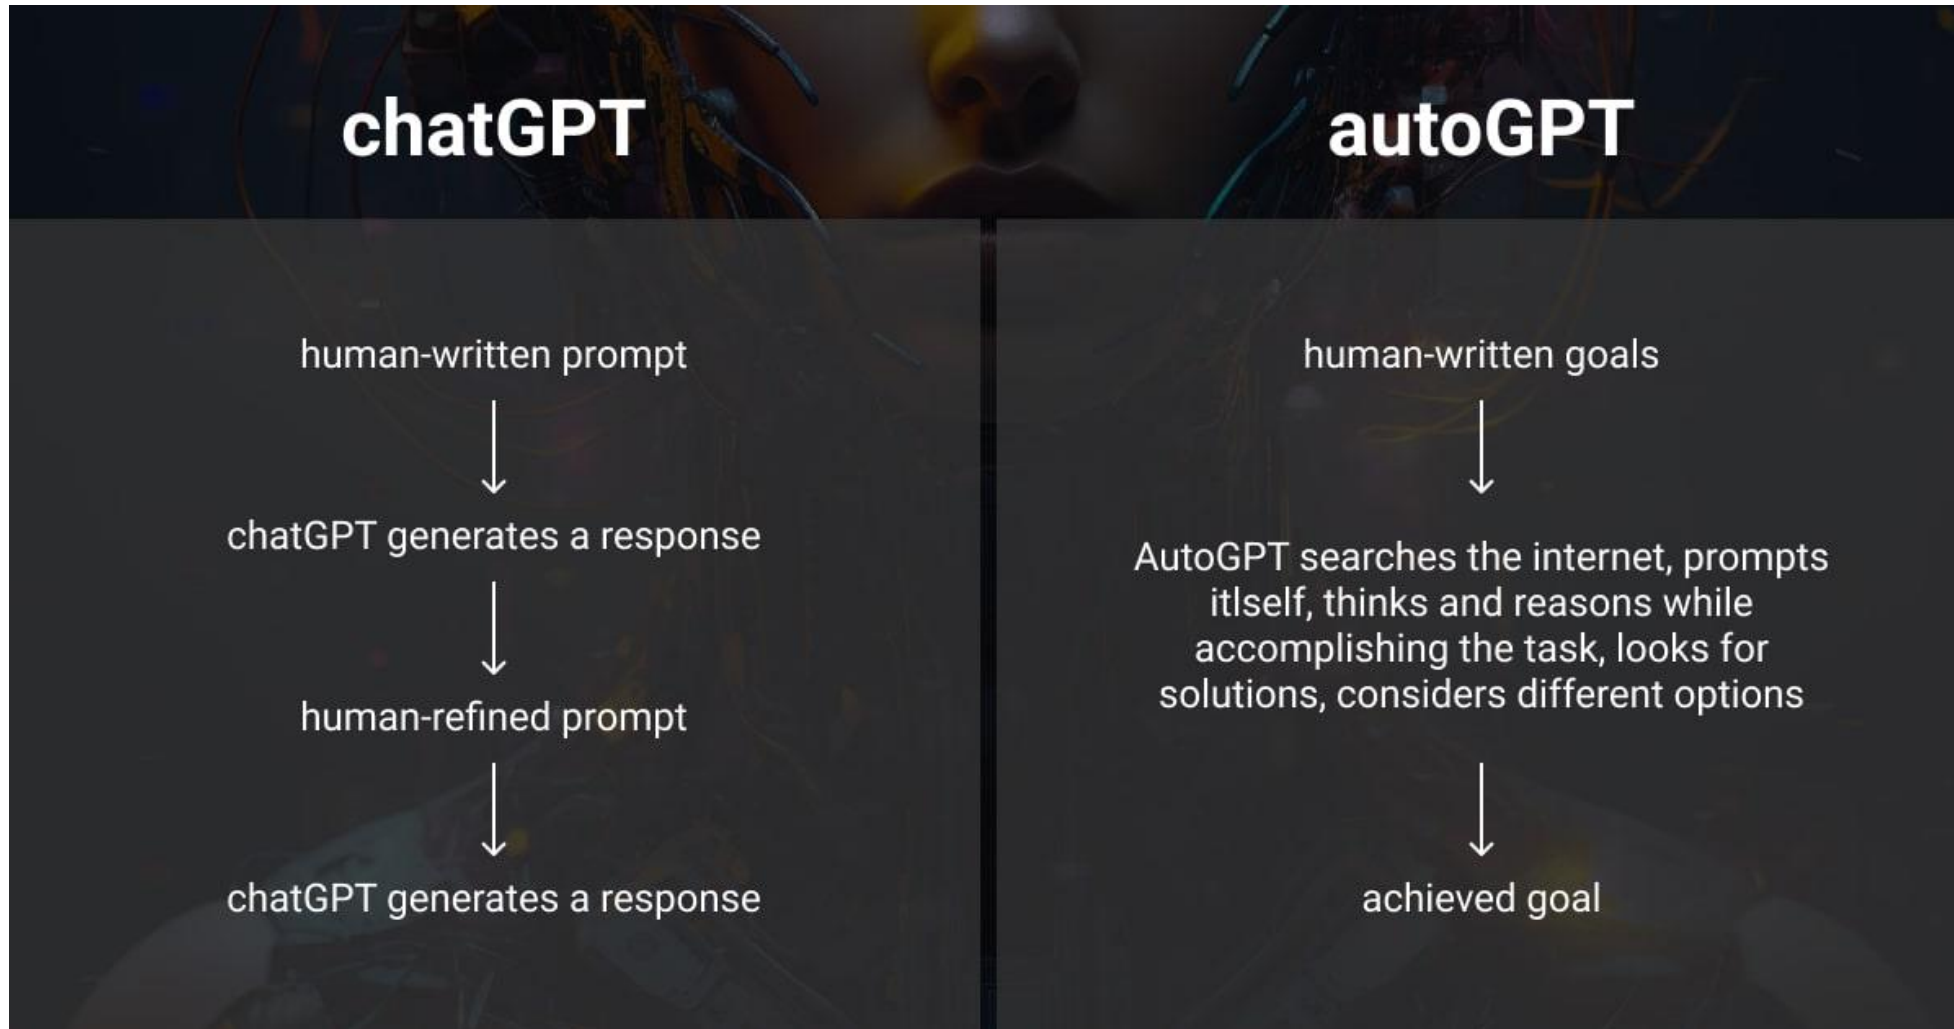 chatGPT
human-written prompt
chatGPT generates a response
human-refined prompt
chatGPT generates a response
autoGPT
human-written goals
AutoGPT searches the internet, prompts
itlself, thinks and reasons while
accomplishing the task, looks for
solutions, considers different options
achieved goal